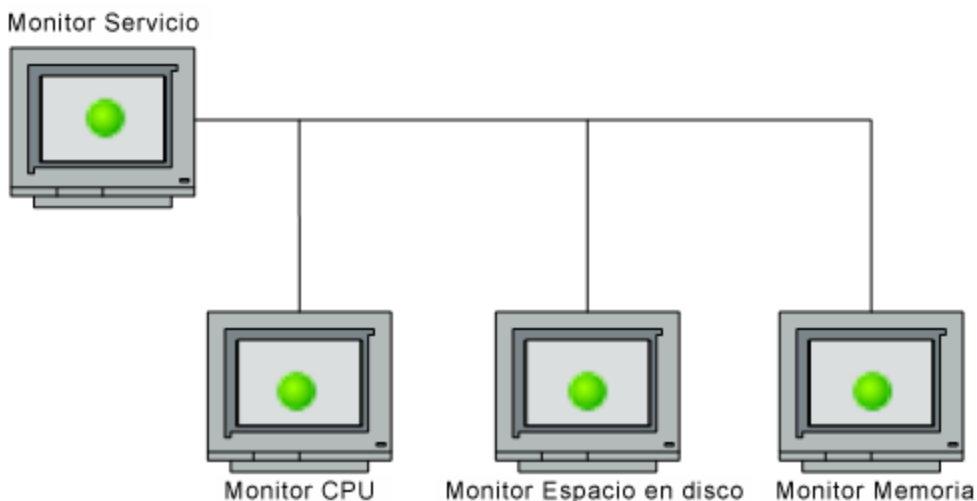 Monitor Servicio
Monitor CPU
Monitor Espacio en disco
Monitor Memoria